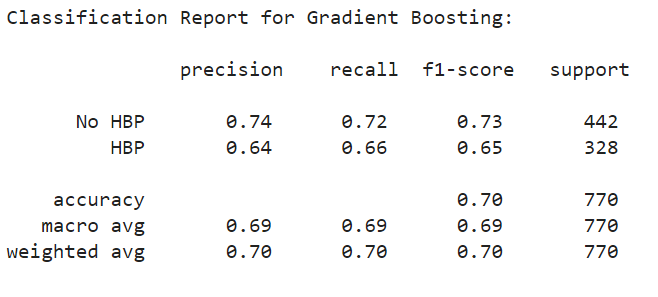 Classification Report for Gradient Boosting:
precision recall f1-score support
No HBP 0.74 0.72 0.73 442
HBP 0.64 0.66 0.65 328
accuracy 0.70 770
macro avg 0.69 0.69 0.69 770
weighted avg 0.70 0.70 0.70 770